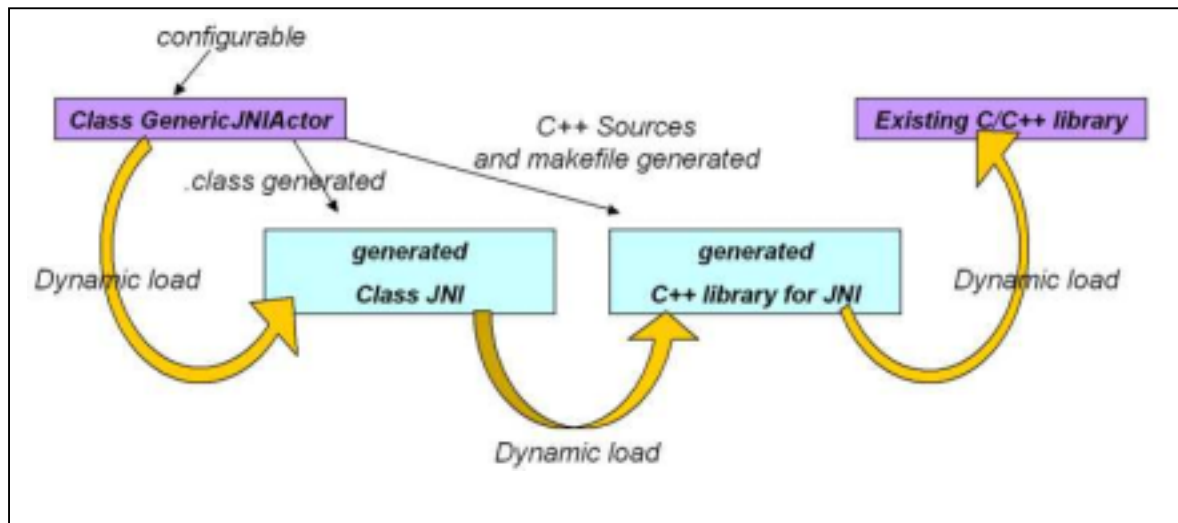 configurable
Class GenericJNIActor
C++ Sources
and makefile generated
Existing C/C++ library
.class generated
generated
Class JNI
generated
C++ library for JNI
Dynamic load
Dynamic load
Dynamic load